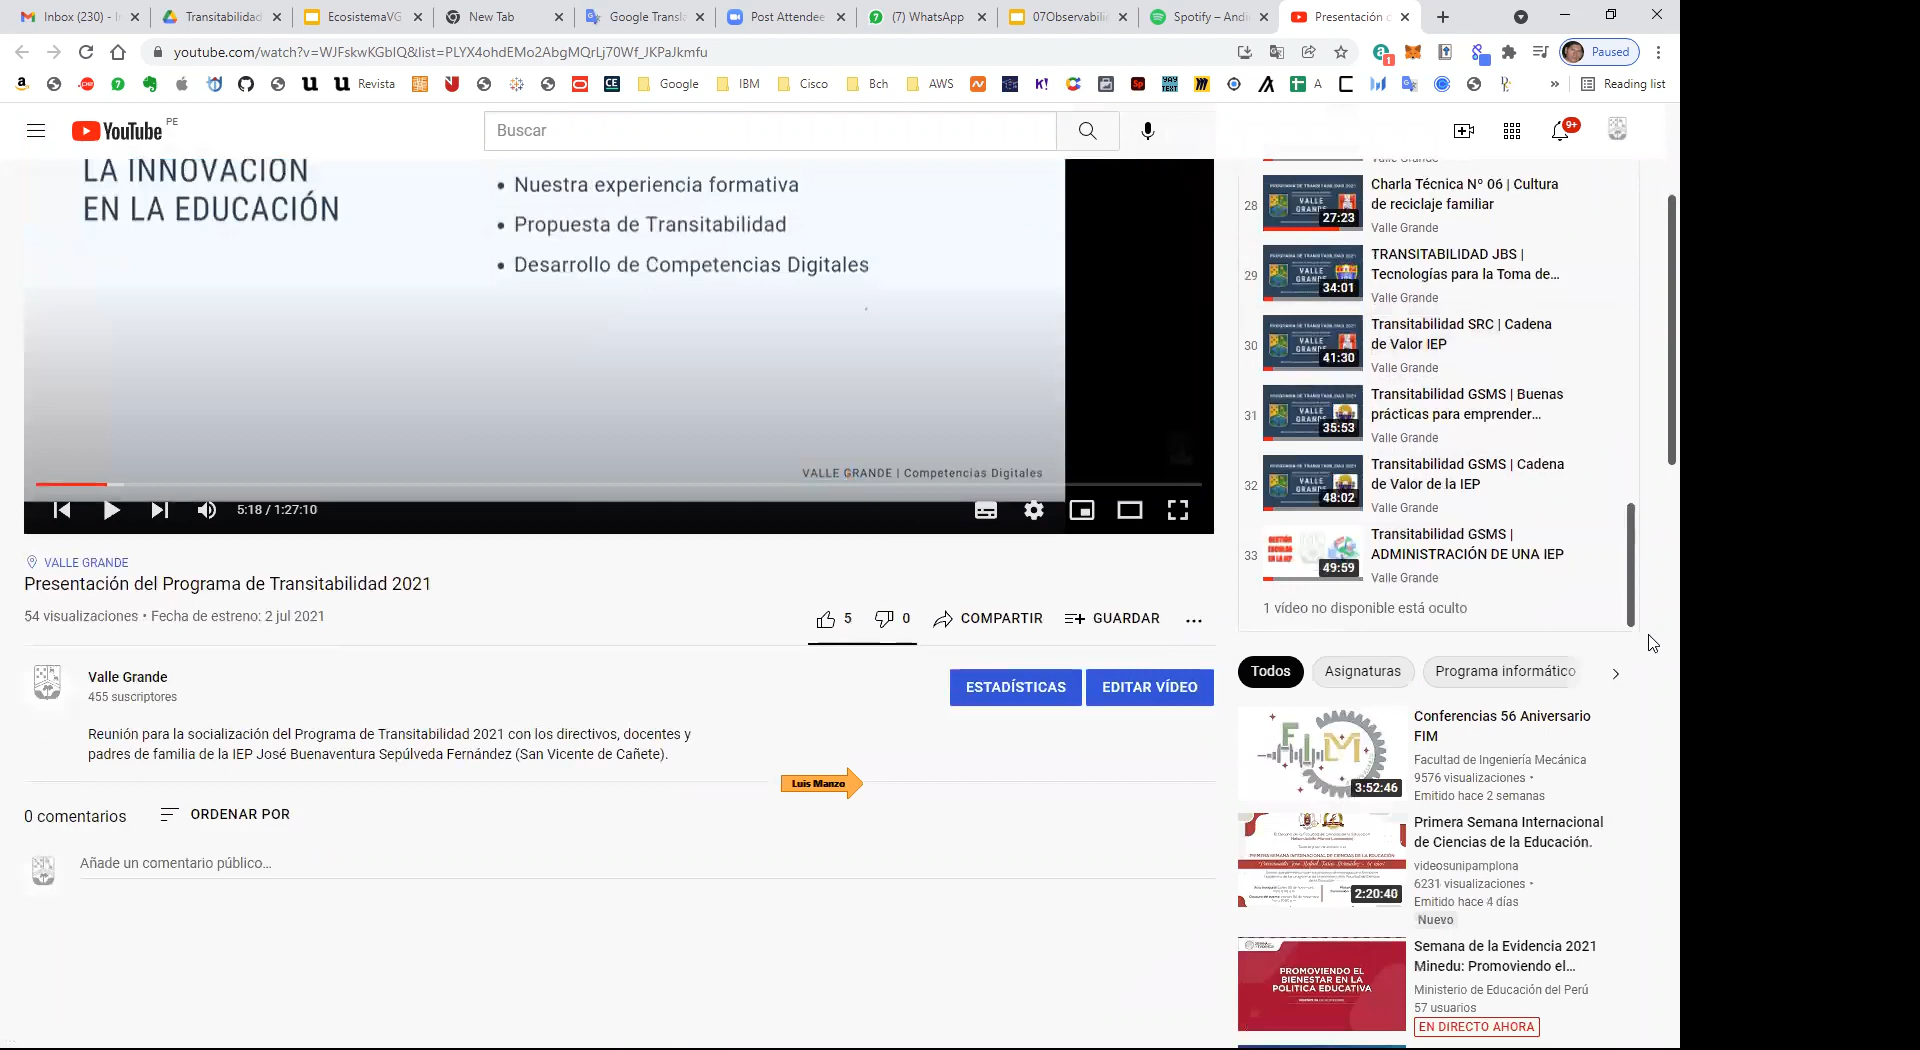 Inbox (230) - l
Transitabilidad
EcosistemaVG
New Tab
Google Transl
Post Attendee
(7) WhatsApp
07Observabili
Spotify – Andi
Presentación d
youtube.com/watch?v=WJFskwKGbIQ&list=PLYX4ohdEMo2AbgMQrLj70Wf_JKPaJkmfu
Paused
Revista
Google
IBM
Cisco
Bch
AWS
A
Reading list
YouTube PE
Buscar
9+
LA INNOVACIÓN
EN LA EDUCACIÓN
• Nuestra experiencia formativa
• Propuesta de Transitabilidad
• Desarrollo de Competencias Digitales
VALLE GRANDE | Competencias Digitales
5:18 / 1:27:10
VALLE GRANDE
Presentación del Programa de Transitabilidad 2021
54 visualizaciones • Fecha de estreno: 2 jul 2021
5
0
COMPARTIR
GUARDAR
Valle Grande
455 suscriptores
ESTADÍSTICAS
EDITAR VÍDEO
Reunión para la socialización del Programa de Transitabilidad 2021 con los directivos, docentes y
padres de familia de la IEP José Buenaventura Sepúlveda Fernández (San Vicente de Cañete).
Luis Manzo
0 comentarios
ORDENAR POR
Añade un comentario público...
Valle Grande
28
27:23
Charla Técnica Nº 06 | Cultura
de reciclaje familiar
Valle Grande
29
34:01
TRANSITABILIDAD JBS |
Tecnologías para la Toma de...
Valle Grande
30
41:30
Transitabilidad SRC | Cadena
de Valor IEP
Valle Grande
31
35:53
Transitabilidad GSMS | Buenas
prácticas para emprender...
Valle Grande
32
48:02
Transitabilidad GSMS | Cadena
de Valor de la IEP
Valle Grande
33
49:59
Transitabilidad GSMS |
ADMINISTRACIÓN DE UNA IEP
Valle Grande
1 vídeo no disponible está oculto
Todos
Asignaturas
Programa informático
FIM
3:52:46
Conferencias 56 Aniversario
FIM
Facultad de Ingeniería Mecánica
9576 visualizaciones •
Emitido hace 2 semanas
2:20:40
Primera Semana Internacional
de Ciencias de la Educación.
videosunipamplona
6231 visualizaciones •
Emitido hace 4 días
Nuevo
PROMOVIENDO EL
BIENESTAR EN LA
POLÍTICA EDUCATIVA
Semana de la Evidencia 2021
Minedu: Promoviendo el...
Ministerio de Educación del Perú
57 usuarios
EN DIRECTO AHORA